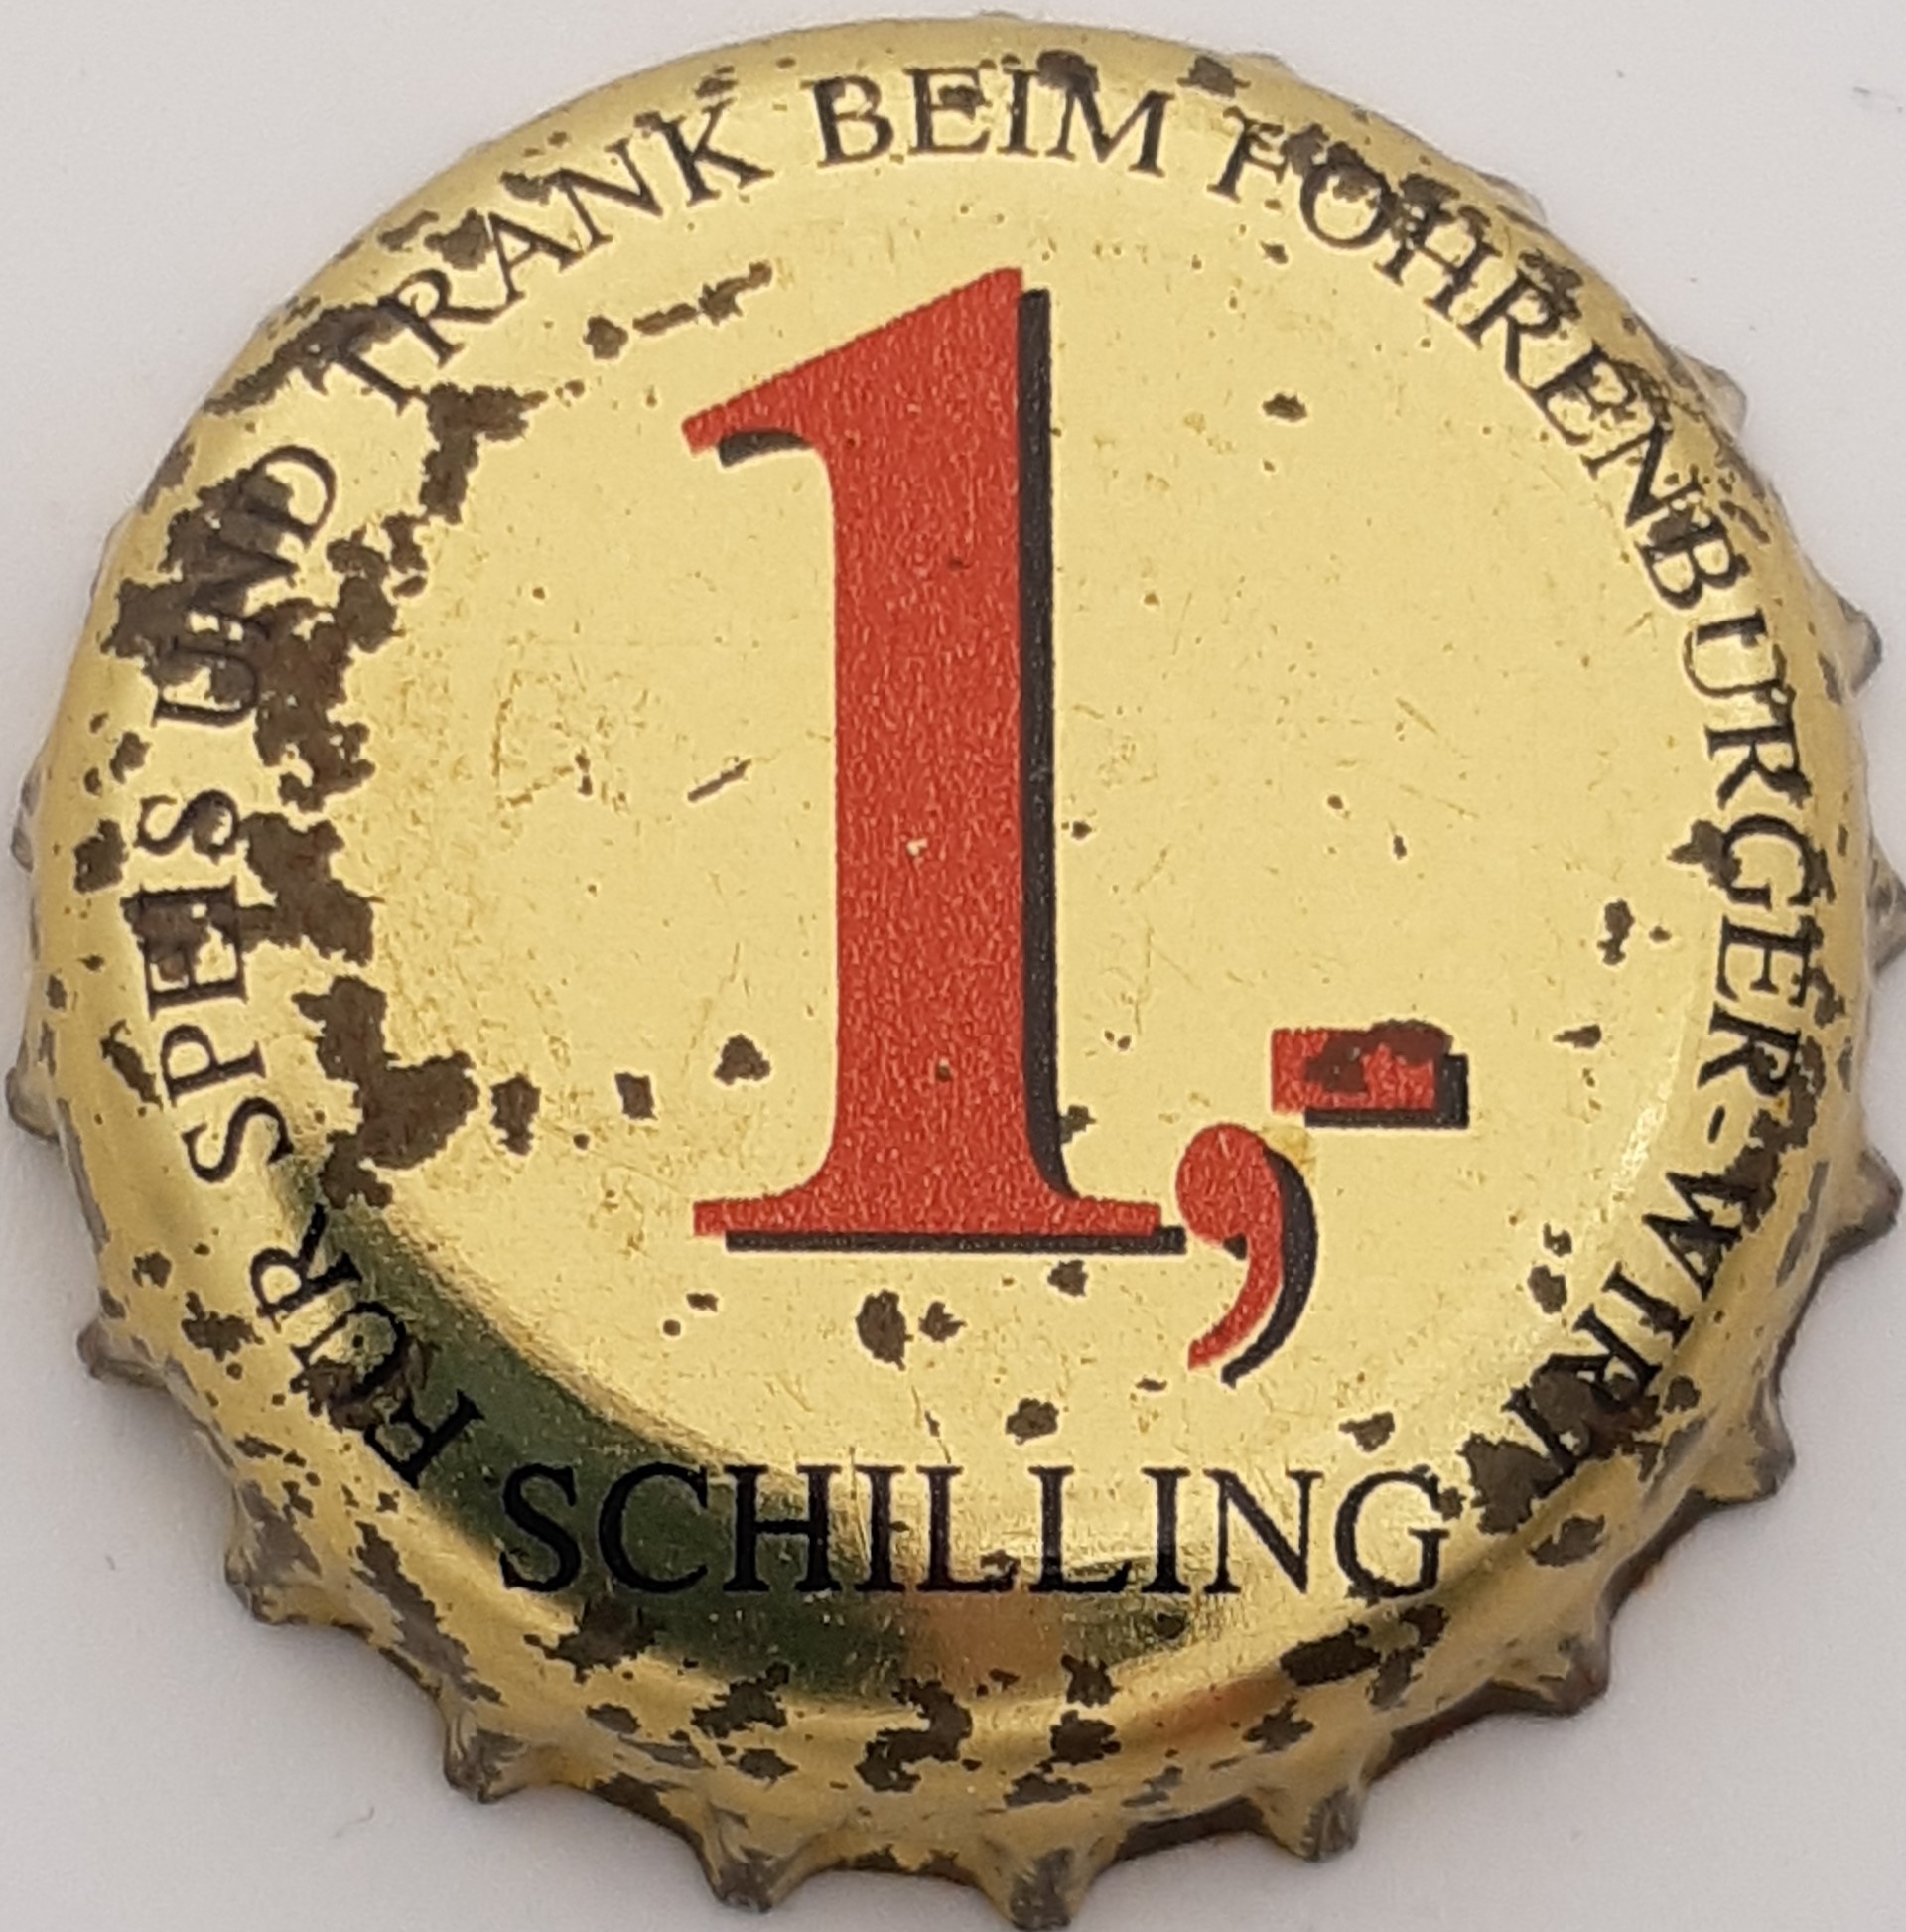 FÜR SPEIS UND TRANK BEIM FOHRENBURGER-WIRT
1,-
SCHILLING